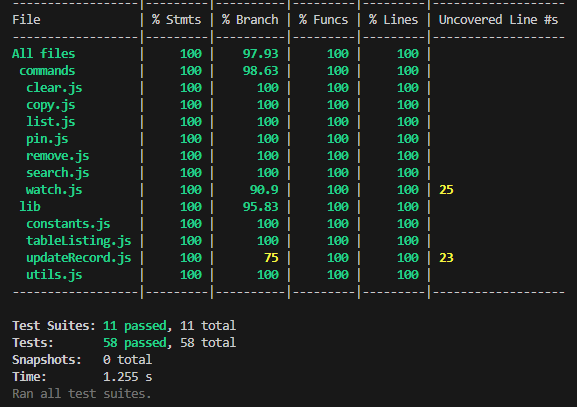 -------------------|---------|----------|---------|---------|-------------------
File               | % Stmts | % Branch | % Funcs | % Lines | Uncovered Line #s
-------------------|---------|----------|---------|---------|-------------------
All files          |     100 |    97.93 |     100 |     100 |
 commands          |     100 |    98.63 |     100 |     100 |
  clear.js         |     100 |      100 |     100 |     100 |
  copy.js          |     100 |      100 |     100 |     100 |
  list.js          |     100 |      100 |     100 |     100 |
  pin.js           |     100 |      100 |     100 |     100 |
  remove.js        |     100 |      100 |     100 |     100 |
  search.js        |     100 |      100 |     100 |     100 |
  watch.js         |     100 |     90.9 |     100 |     100 | 25
 lib               |     100 |    95.83 |     100 |     100 |
  constants.js     |     100 |      100 |     100 |     100 |
  tableListing.js  |     100 |      100 |     100 |     100 |
  updateRecord.js  |     100 |       75 |     100 |     100 | 23
  utils.js         |     100 |      100 |     100 |     100 |
-------------------|---------|----------|---------|---------|-------------------
Test Suites: 11 passed, 11 total
Tests:       58 passed, 58 total
Snapshots:   0 total
Time:        1.255 s
Ran all test suites.